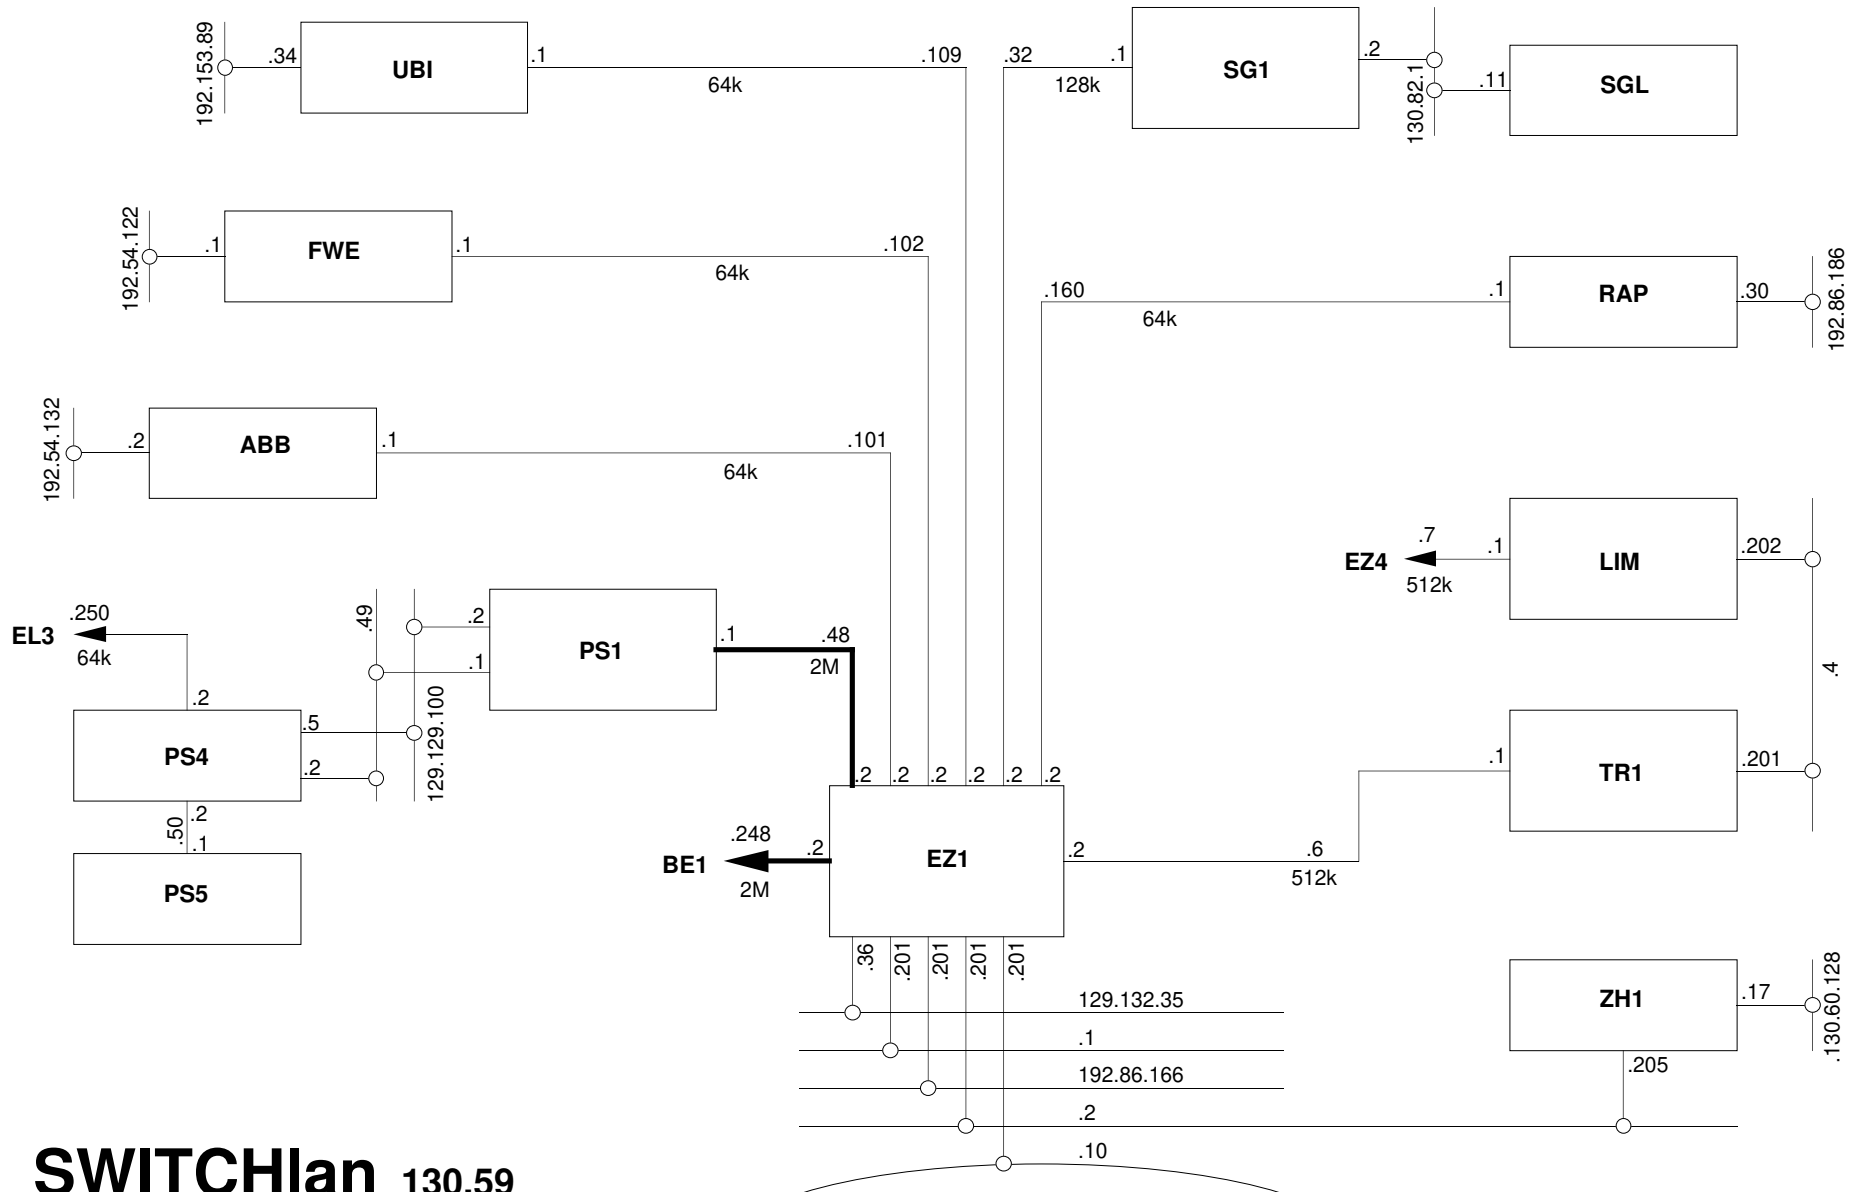 192.153.89
.34
UBI
.1
64k
.109
.32
128k
.1
SG1
.2
130.82.1
.11
SGL
192.54.122
.1
FWE
.1
64k
.102
.160
64k
.1
RAP
.30
192.86.186
192.54.132
.2
ABB
.1
64k
.101
EZ4
.7
512k
.1
LIM
.202
.4
EL3
.250
64k
.49
.2
.1
PS1
.1
.48
2M
129.129.100
.2
PS4
.5
.2
.2
.50
.1
PS5
.2
.2
.2
.2
.2
.2
BE1
.248
2M
.2
EZ1
.2
.6
512k
.1
TR1
.201
.36
.201
.201
.201
.201
129.132.35
.1
192.86.166
.2
.10
ZH1
.17
.130.60.128
.205
SWITCHlan 130.59